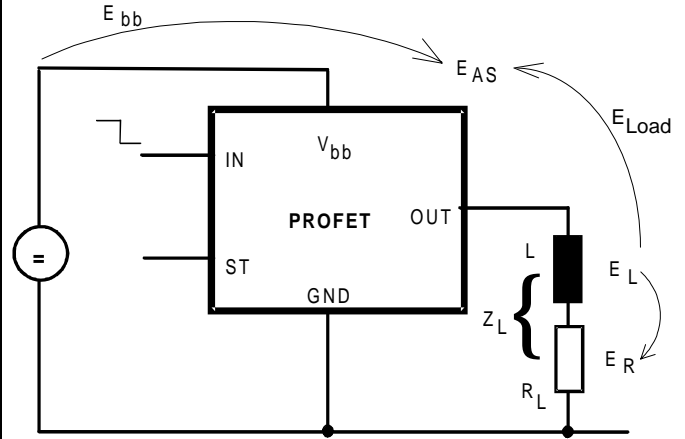 E bb
E AS
E Load
IN
V bb
PROFET
OUT
ST
GND
L
Z L {
E L
E R
R L
=